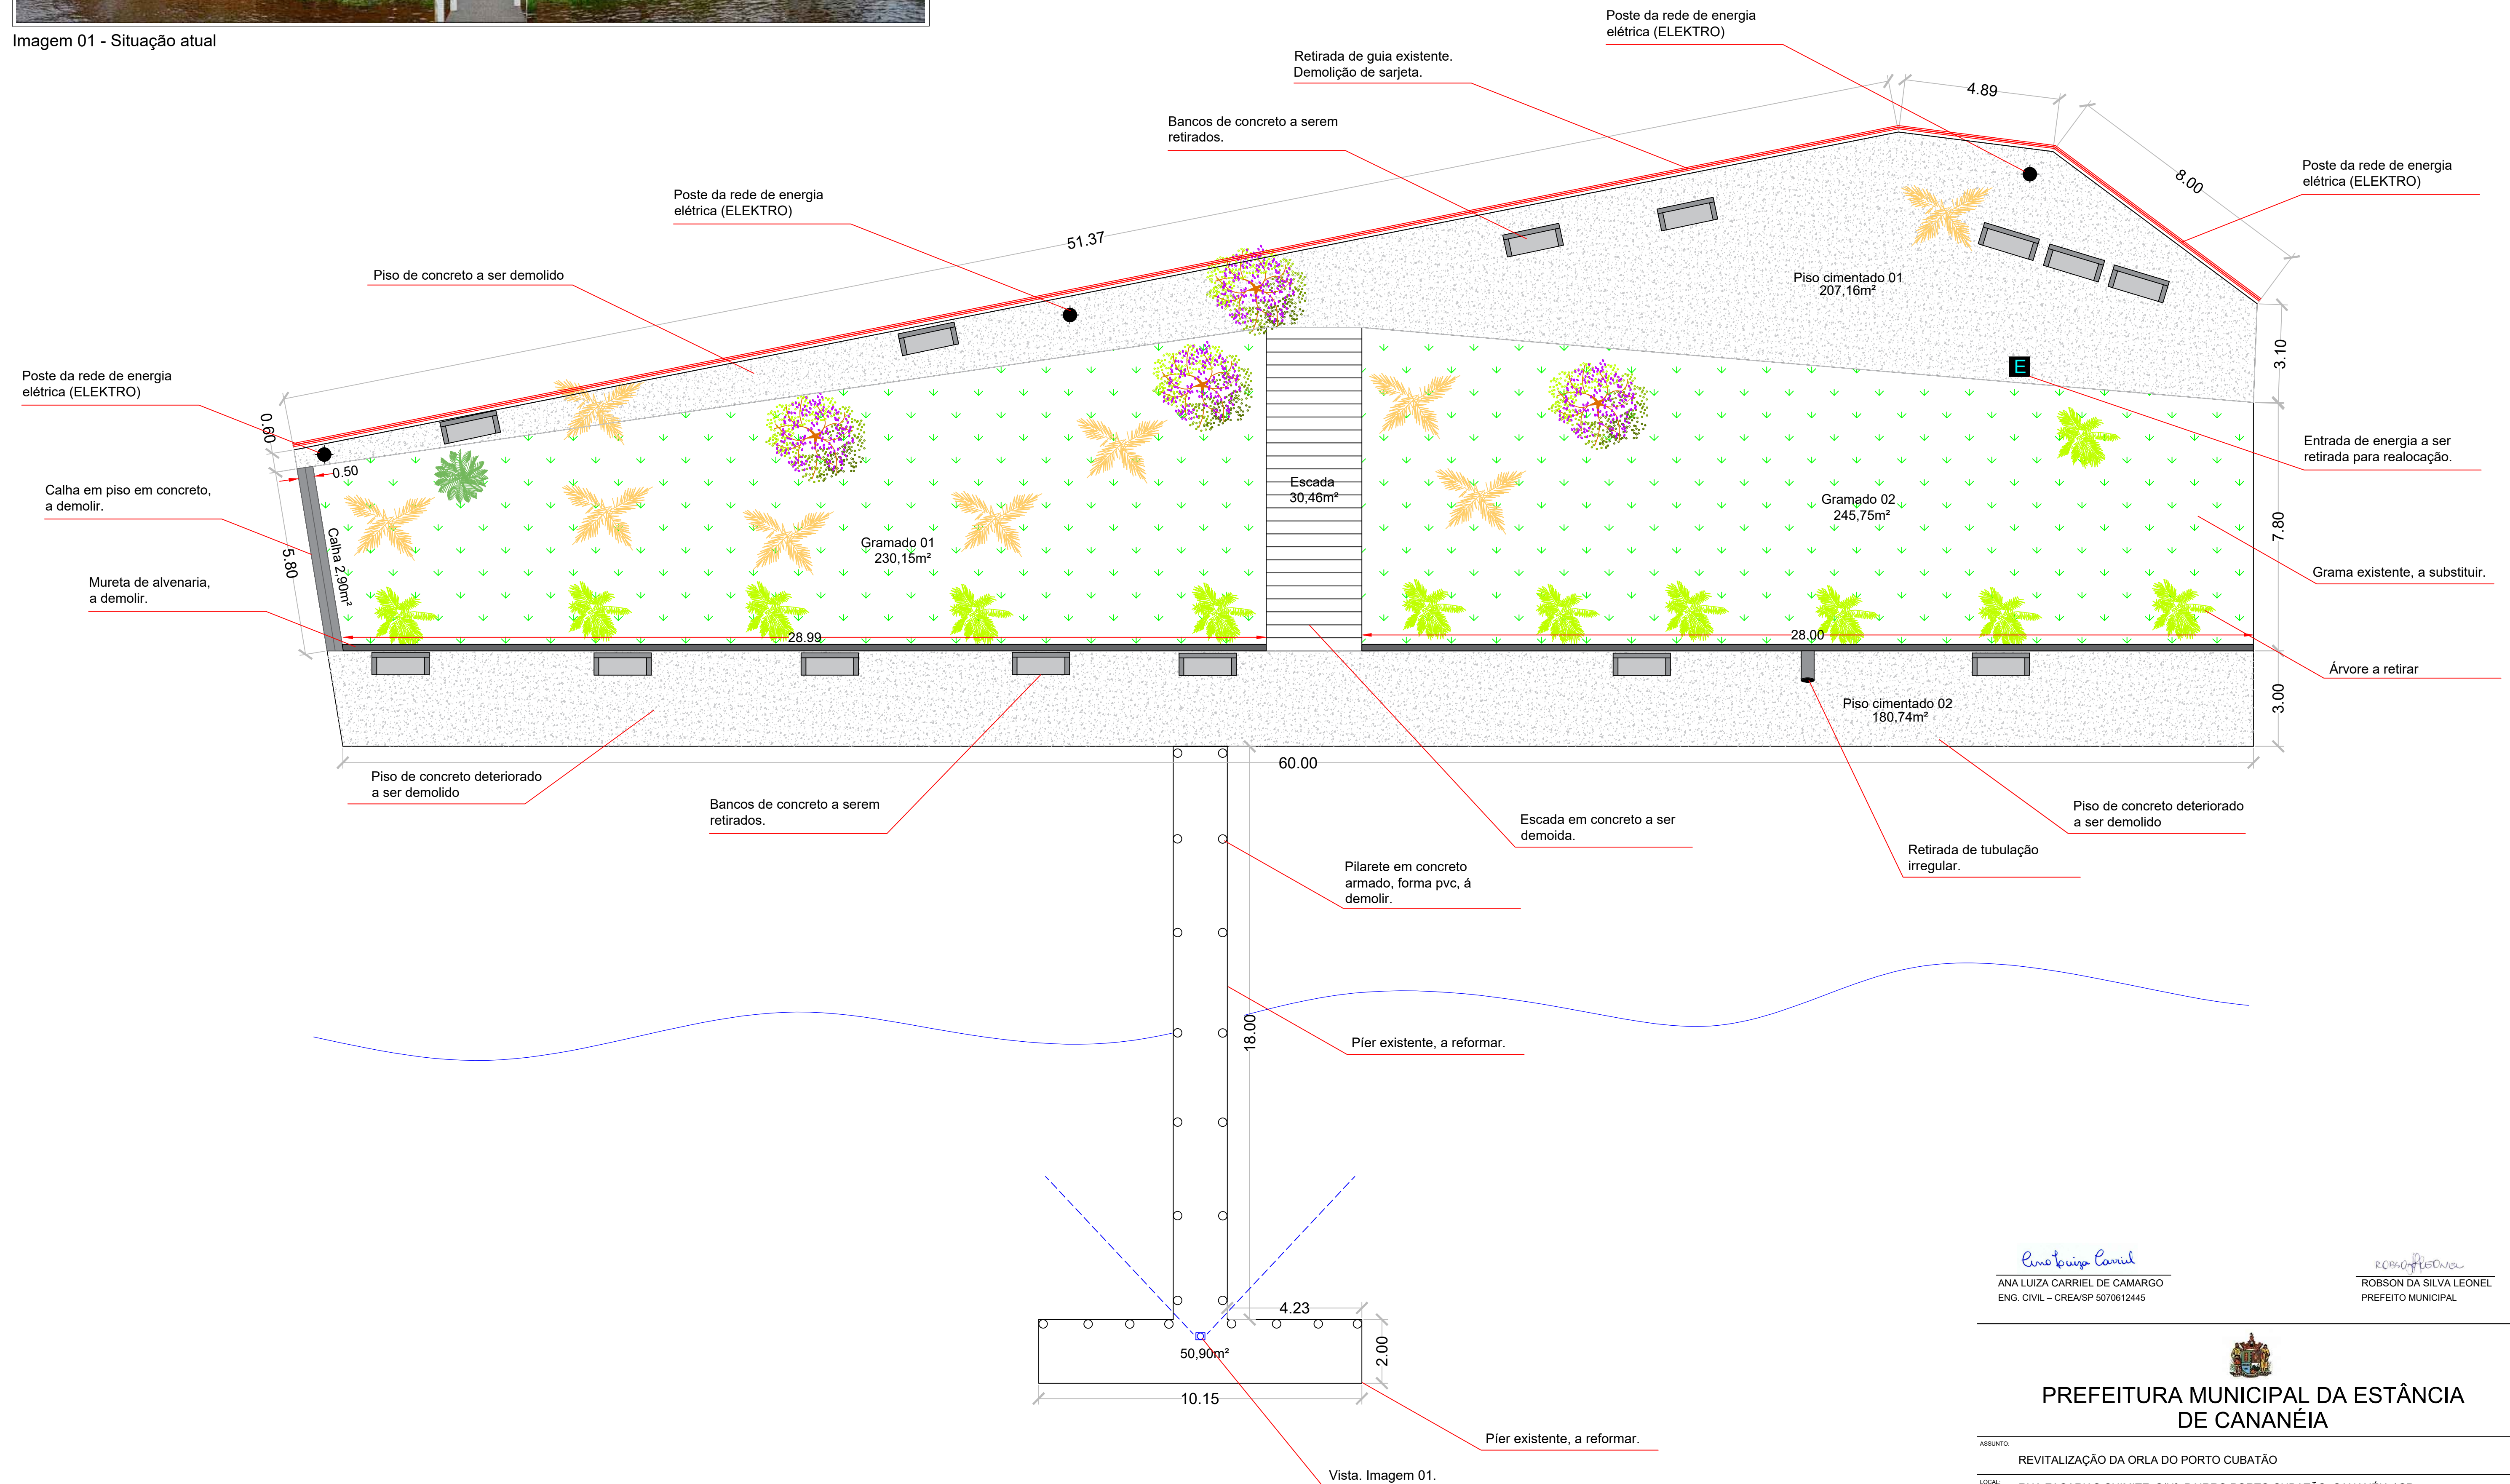 Imagem 01 - Situação atual
Poste da rede de energia
elétrica (ELEKTRO)
Retirada de guia existente.
Demolição de sarjeta.
4.89
Bancos de concreto a serem
retirados.
8.00
Poste da rede de energia
elétrica (ELEKTRO)
Poste da rede de energia
elétrica (ELEKTRO)
51.37
Piso de concreto a ser demolido
Piso cimentado 01
207,16m²
3.10
Poste da rede de energia
elétrica (ELEKTRO)
E
0.60
0.50
Entrada de energia a ser
retirada para realocação.
Calha em piso em concreto,
a demolir.
Escada
30,46m²
Gramado 02
245,75m²
7.80
Calha 2,90m²
5.80
Gramado 01
230,15m²
Grama existente, a substituir.
Mureta de alvenaria,
a demolir.
28.99
28.00
Árvore a retirar
3.00
Piso cimentado 02
180,74m²
60.00
Piso de concreto deteriorado
a ser demolido
Bancos de concreto a serem
retirados.
Escada em concreto a ser
demoida.
Piso de concreto deteriorado
a ser demolido
Retirada de tubulação
irregular.
Pilarete em concreto
armado, forma pvc, á
demolir.
18.00
Píer existente, a reformar.
4.23
50,90m²
2.00
10.15
Píer existente, a reformar.
Vista. Imagem 01.
Ana Luiza Carriel
ANA LUIZA CARRIEL DE CAMARGO
ENG. CIVIL – CREA/SP 5070612445
ROBSON DA SILVA LEONEL
PREFEITO MUNICIPAL
PREFEITURA MUNICIPAL DA ESTÂNCIA
DE CANANÉIA
ASSUNTO:
REVITALIZAÇÃO DA ORLA DO PORTO CUBATÃO
LOCAL: